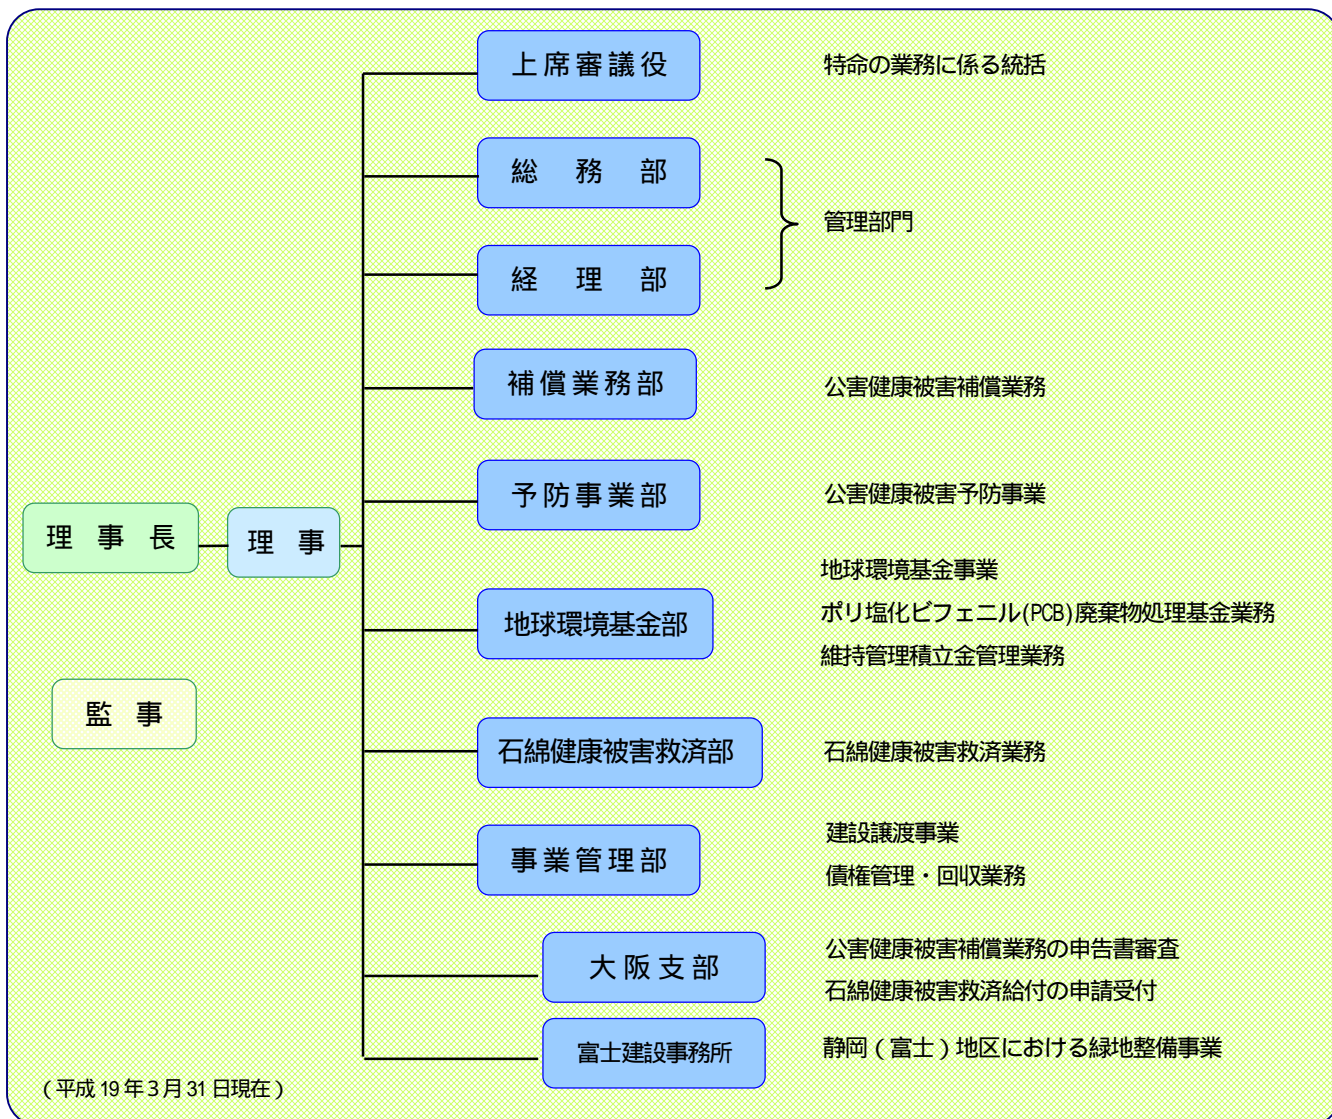 上席審議役 特命の業務に係る統括
総務部
管理部門
経理部
補償業務部 公害健康被害補償業務
予防事業部 公害健康被害予防事業
理事長 理事
地球環境基金事業
地球環境基金部 ポリ塩化ビフェニル(PCB)廃棄物処理基金業務
維持管理積立金管理業務
監事
石綿健康被害救済部 石綿健康被害救済業務
建設譲渡事業
事業管理部
債権管理・回収業務
公害健康被害補償業務の申告書審査
大阪支部
石綿健康被害救済給付の申請受付
富士建設事務所 静岡(富士)地区における緑地整備事業
(平成19年3月31日現在)